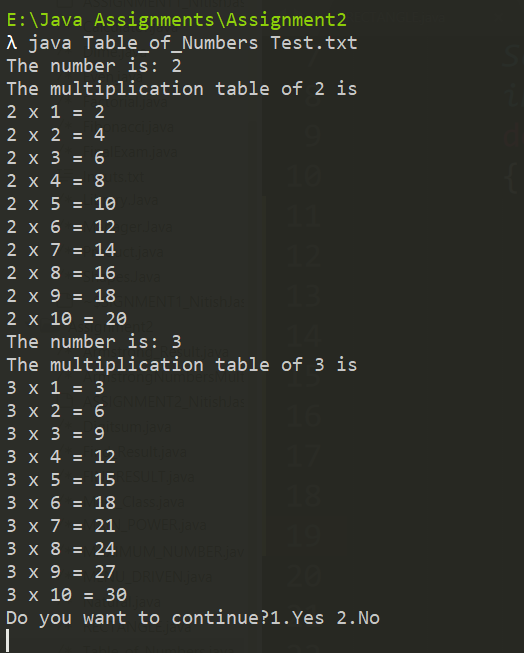 E:\Java Assignments\Assignment2
λ java Table_of_Numbers Test.txt
The number is: 2
The multiplication table of 2 is
2 x 1 = 2
2 x 2 = 4
2 x 3 = 6
2 x 4 = 8
2 x 5 = 10
2 x 6 = 12
2 x 7 = 14
2 x 8 = 16
2 x 9 = 18
2 x 10 = 20
The number is: 3
The multiplication table of 3 is
3 x 1 = 3
3 x 2 = 6
3 x 3 = 9
3 x 4 = 12
3 x 5 = 15
3 x 6 = 18
3 x 7 = 21
3 x 8 = 24
3 x 9 = 27
3 x 10 = 30
Do you want to continue?1.Yes 2.No